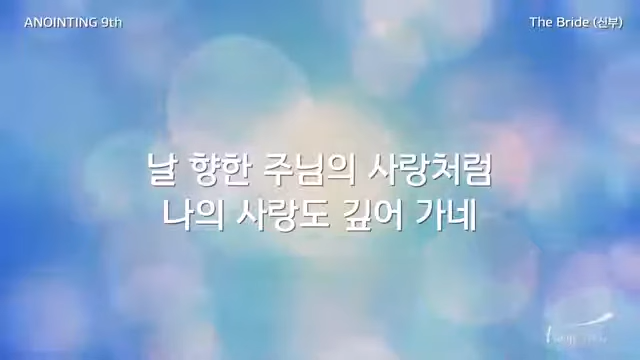 ANOINTING 9th
The Bride (신부)
날 향한 주님의 사랑처럼
나의 사랑도 깊어 가네